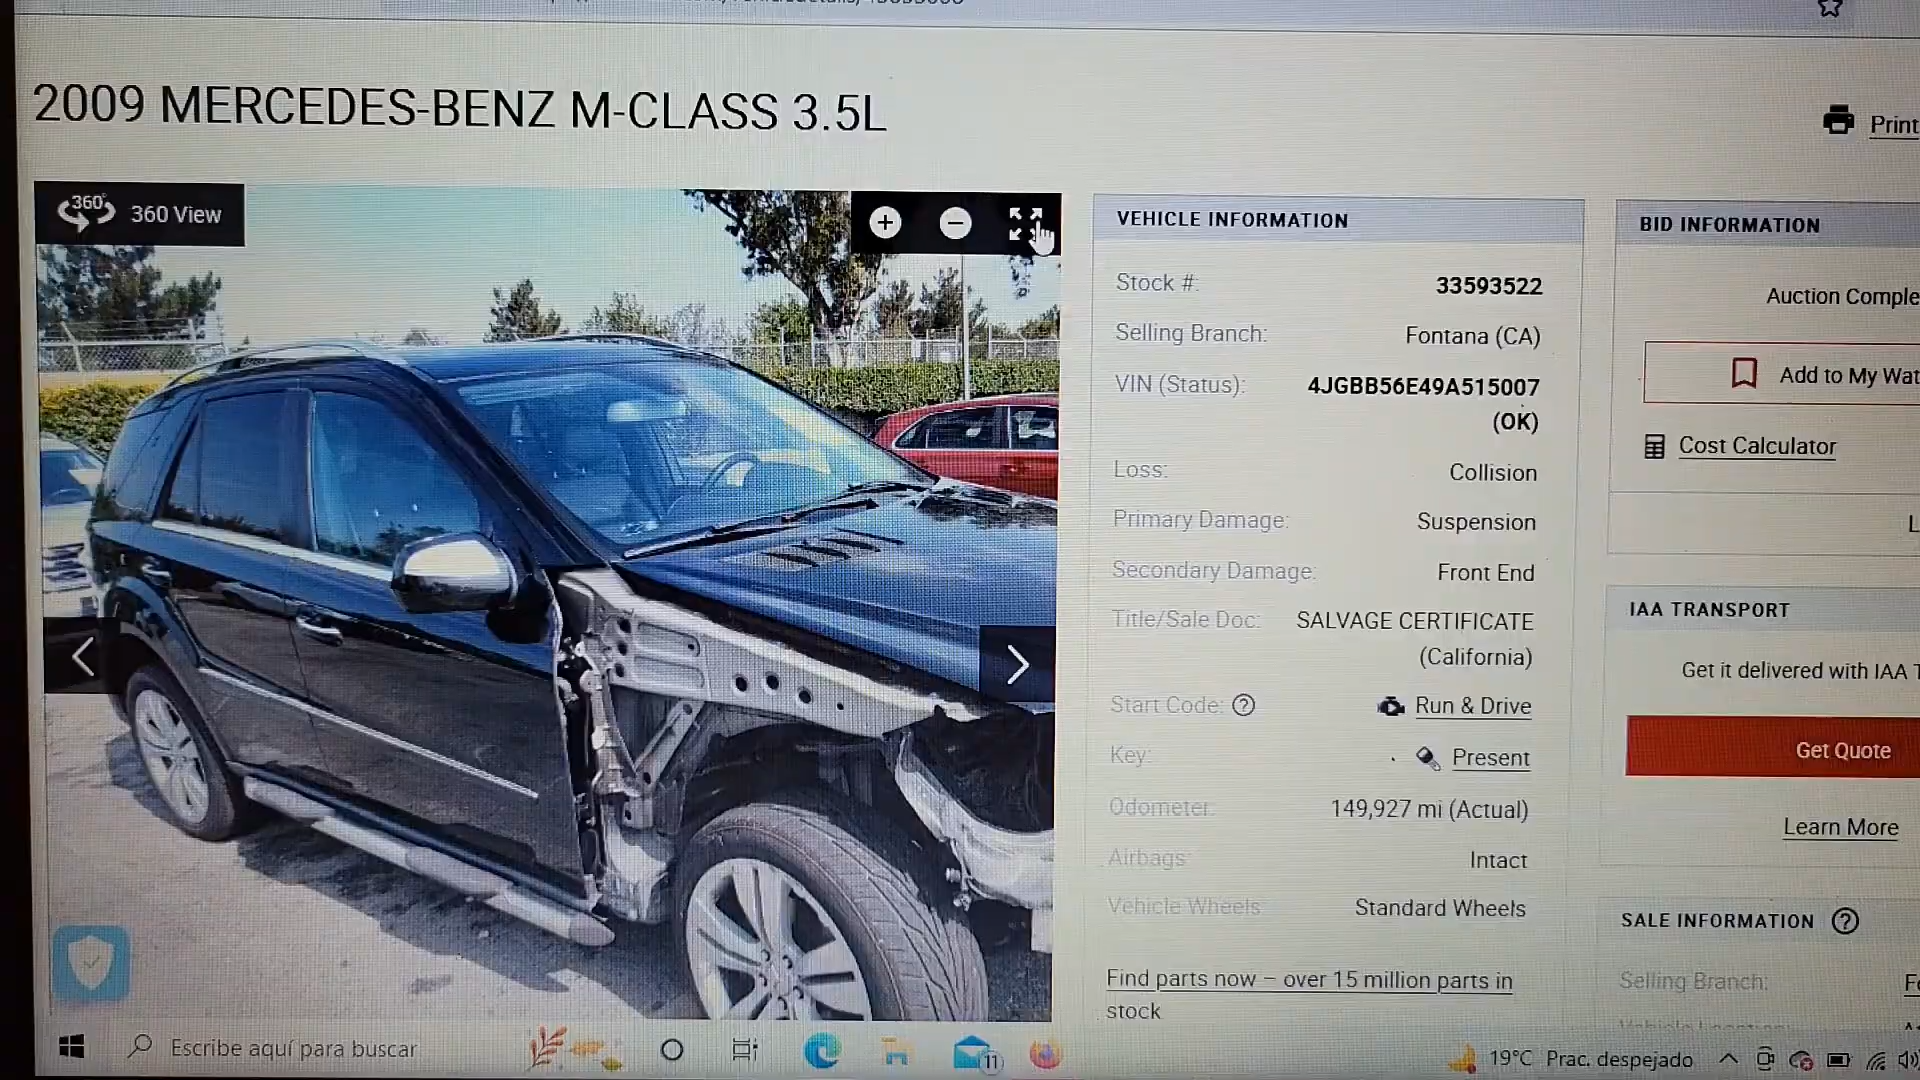 2009 MERCEDES-BENZ M-CLASS 3.5L
Print
360° 360 View
VEHICLE INFORMATION
Stock #: 33593522
Selling Branch: Fontana (CA)
VIN (Status): 4JGBB56E49A515007
(OK)
Loss: Collision
Primary Damage: Suspension
Secondary Damage: Front End
Title/Sale Doc: SALVAGE CERTIFICATE
(California)
Start Code: ? Run & Drive
Key: Present
Odometer: 149,927 mi (Actual)
Airbags: Intact
Vehicle Wheels: Standard Wheels
Find parts now – over 15 million parts in
stock
BID INFORMATION
Auction Comple
Add to My Wat
Cost Calculator
IAA TRANSPORT
Get it delivered with IAA T
Get Quote
Learn More
SALE INFORMATION ?
Selling Branch:
Escribe aquí para buscar
11
19°C Prac. despejado